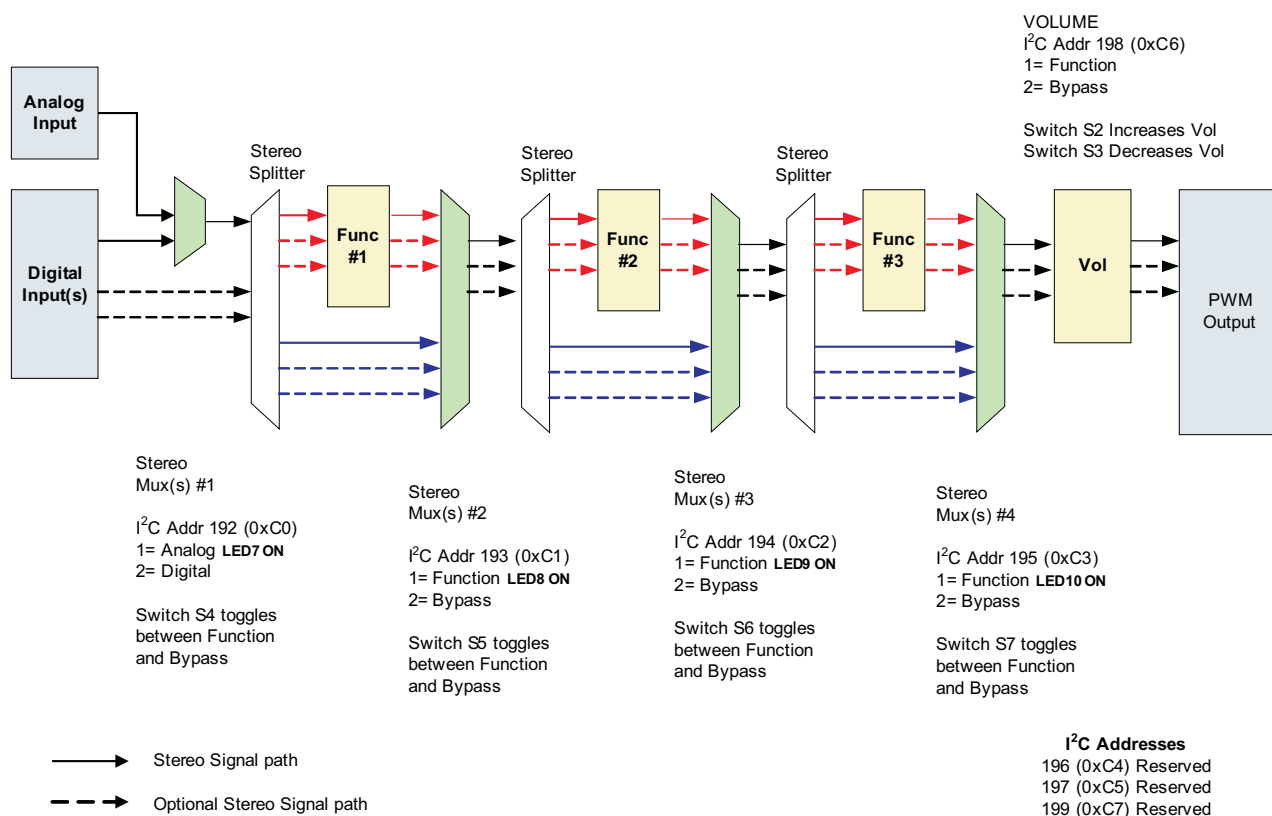 VOLUME
I²C Addr 198 (0xC6)
1= Function
2= Bypass
Switch S2 Increases Vol
Switch S3 Decreases Vol
Analog
Input
Digital
Input(s)
Stereo
Splitter
Func
#1
Stereo
Splitter
Func
#2
Stereo
Splitter
Func
#3
Vol
PWM
Output
Stereo
Mux(s) #1
I²C Addr 192 (0xC0)
1= Analog LED7 ON
2= Digital
Switch S4 toggles
between Function
and Bypass
Stereo
Mux(s) #2
I²C Addr 193 (0xC1)
1= Function LED8 ON
2= Bypass
Switch S5 toggles
between Function
and Bypass
Stereo
Mux(s) #3
I²C Addr 194 (0xC2)
1= Function LED9 ON
2= Bypass
Switch S6 toggles
between Function
and Bypass
Stereo
Mux(s) #4
I²C Addr 195 (0xC3)
1= Function LED10 ON
2= Bypass
Switch S7 toggles
between Function
and Bypass
Stereo Signal path
Optional Stereo Signal path
I²C Addresses
196 (0xC4) Reserved
197 (0xC5) Reserved
199 (0xC7) Reserved